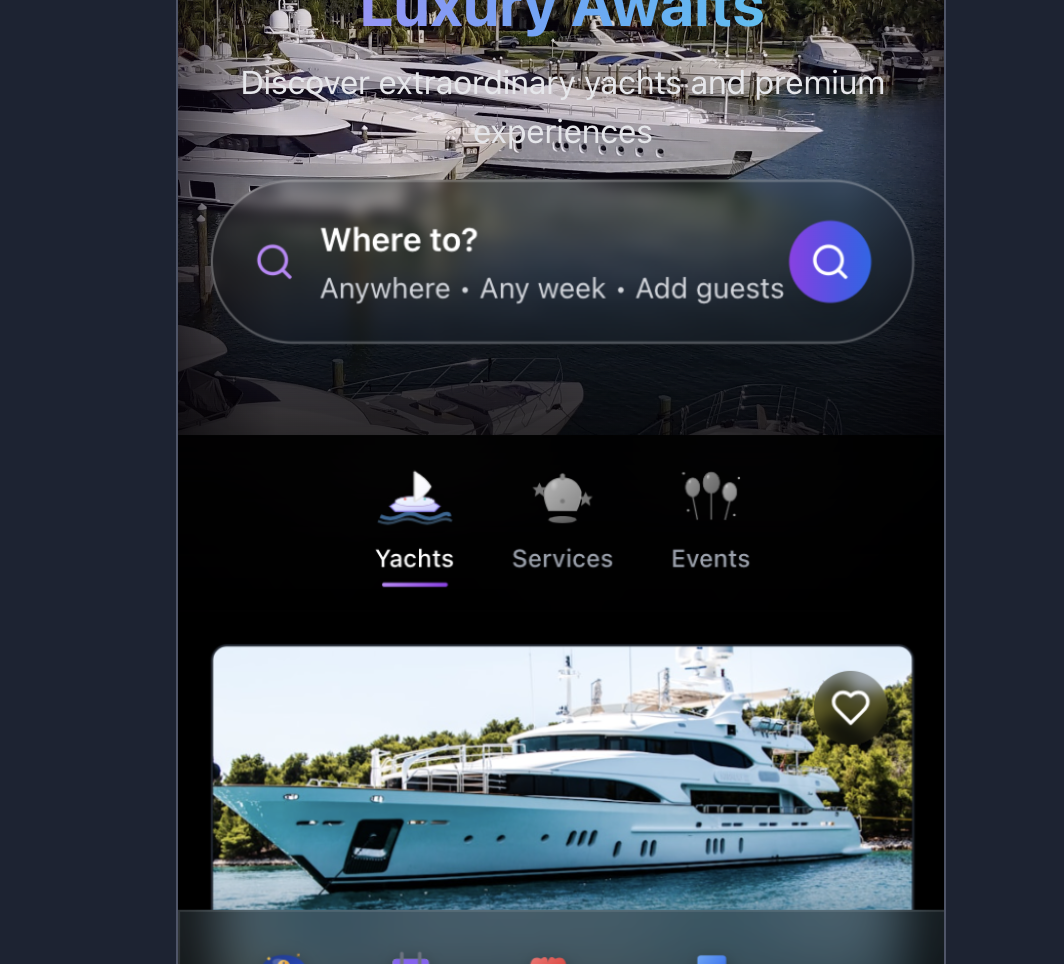 Luxury Awaits
Discover extraordinary yachts and premium
experiences
Where to?
Anywhere • Any week • Add guests
Yachts Services Events